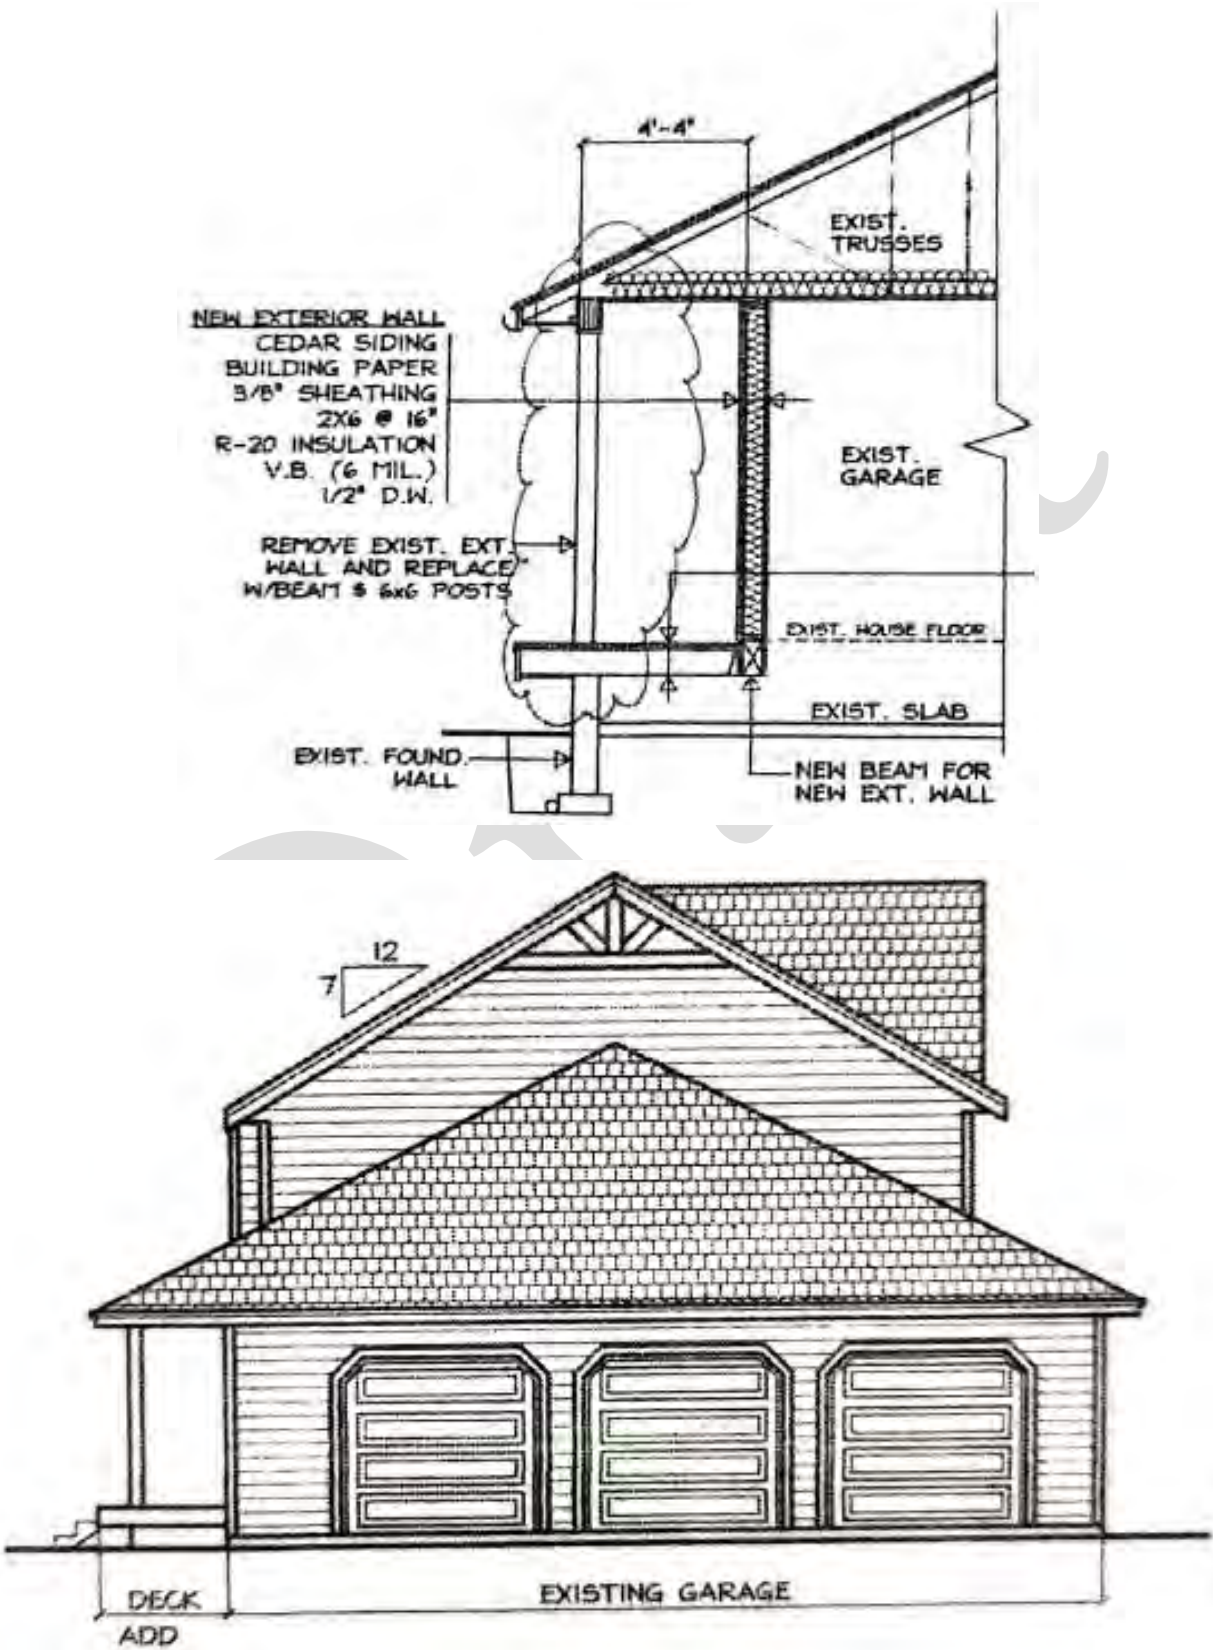 4'-4"
EXIST.
TRUSSES
NEW EXTERIOR WALL
CEDAR SIDING
BUILDING PAPER
3/8" SHEATHING
2X6 @ 16"
R-20 INSULATION
V.B. (6 MIL.)
1/2" D.W.
EXIST.
GARAGE
REMOVE EXIST. EXT.
WALL AND REPLACE
W/BEAM & 6x6 POSTS
EXIST. HOUSE FLOOR
EXIST. SLAB
EXIST. FOUND.
WALL
NEW BEAM FOR
NEW EXT. WALL
12
7
DECK
ADD
EXISTING GARAGE